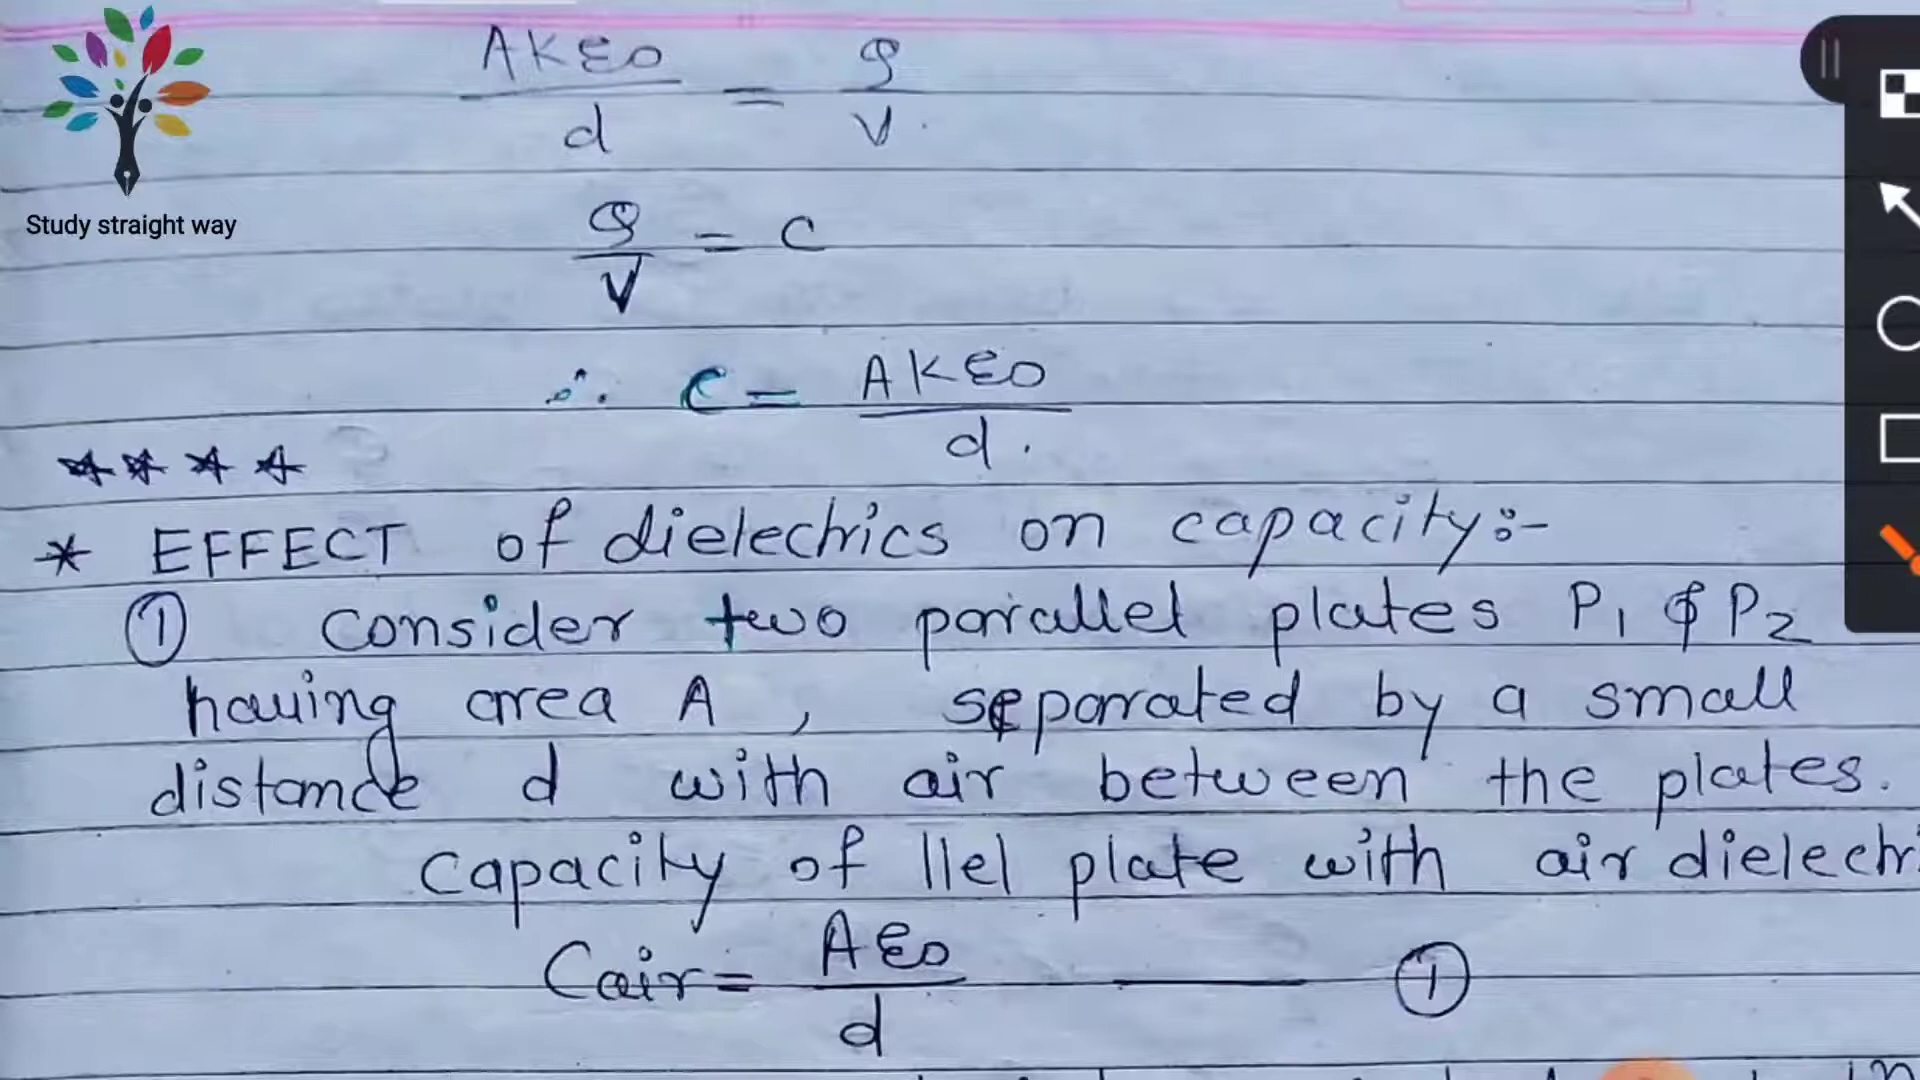 AKε0 / d = Q / V.
Study straight way
Q / V = C
∴ C = AKε0 / d.
* EFFECT of dielectrics on capacity:-
① Consider two parallel plates P1 & P2
having area A , separated by a small
distance d with air between the plates.
Capacity of llel plate with air dielectri
Cair = Aε0 / d ——— ①